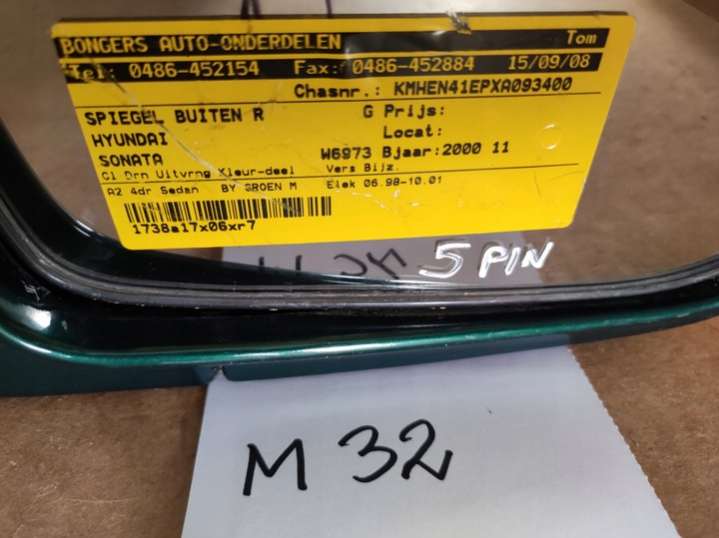 BONGERS AUTO-ONDERDELEN Tom
Tel: 0486-452154 Fax: 0486-452884 15/09/08
Chasnr.: KMHEN41EPXA093400
SPIEGEL BUITEN R G Prijs:
HYUNDAI Locat:
SONATA W6973 Bjaar:2000 11
Cl Drn Uitvrng Kleur-deel Vers Bijz.
A2 4dr Sedan BY GROEN M Elek 06.98-10.01
1738a17x06xr7
5 PIN
M 32